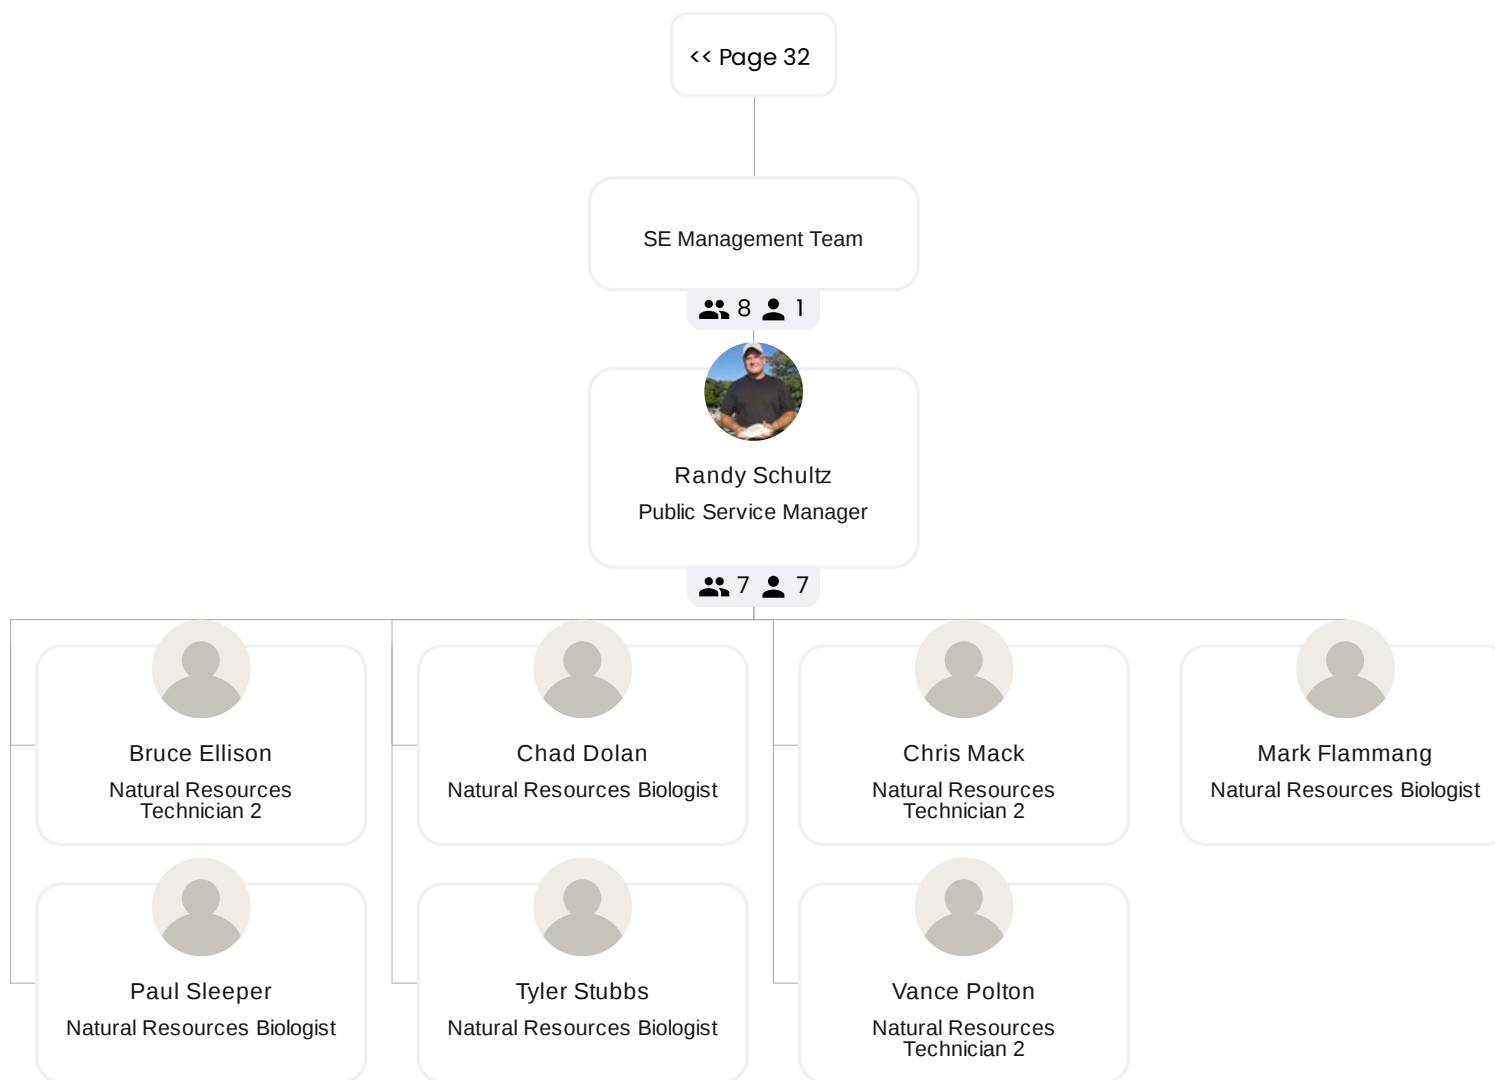 << Page 32
SE Management Team
8 1
Randy Schultz
Public Service Manager
7 7
Bruce Ellison
Natural Resources
Technician 2
Chad Dolan
Natural Resources Biologist
Chris Mack
Natural Resources
Technician 2
Mark Flammang
Natural Resources Biologist
Paul Sleeper
Natural Resources Biologist
Tyler Stubbs
Natural Resources Biologist
Vance Polton
Natural Resources
Technician 2